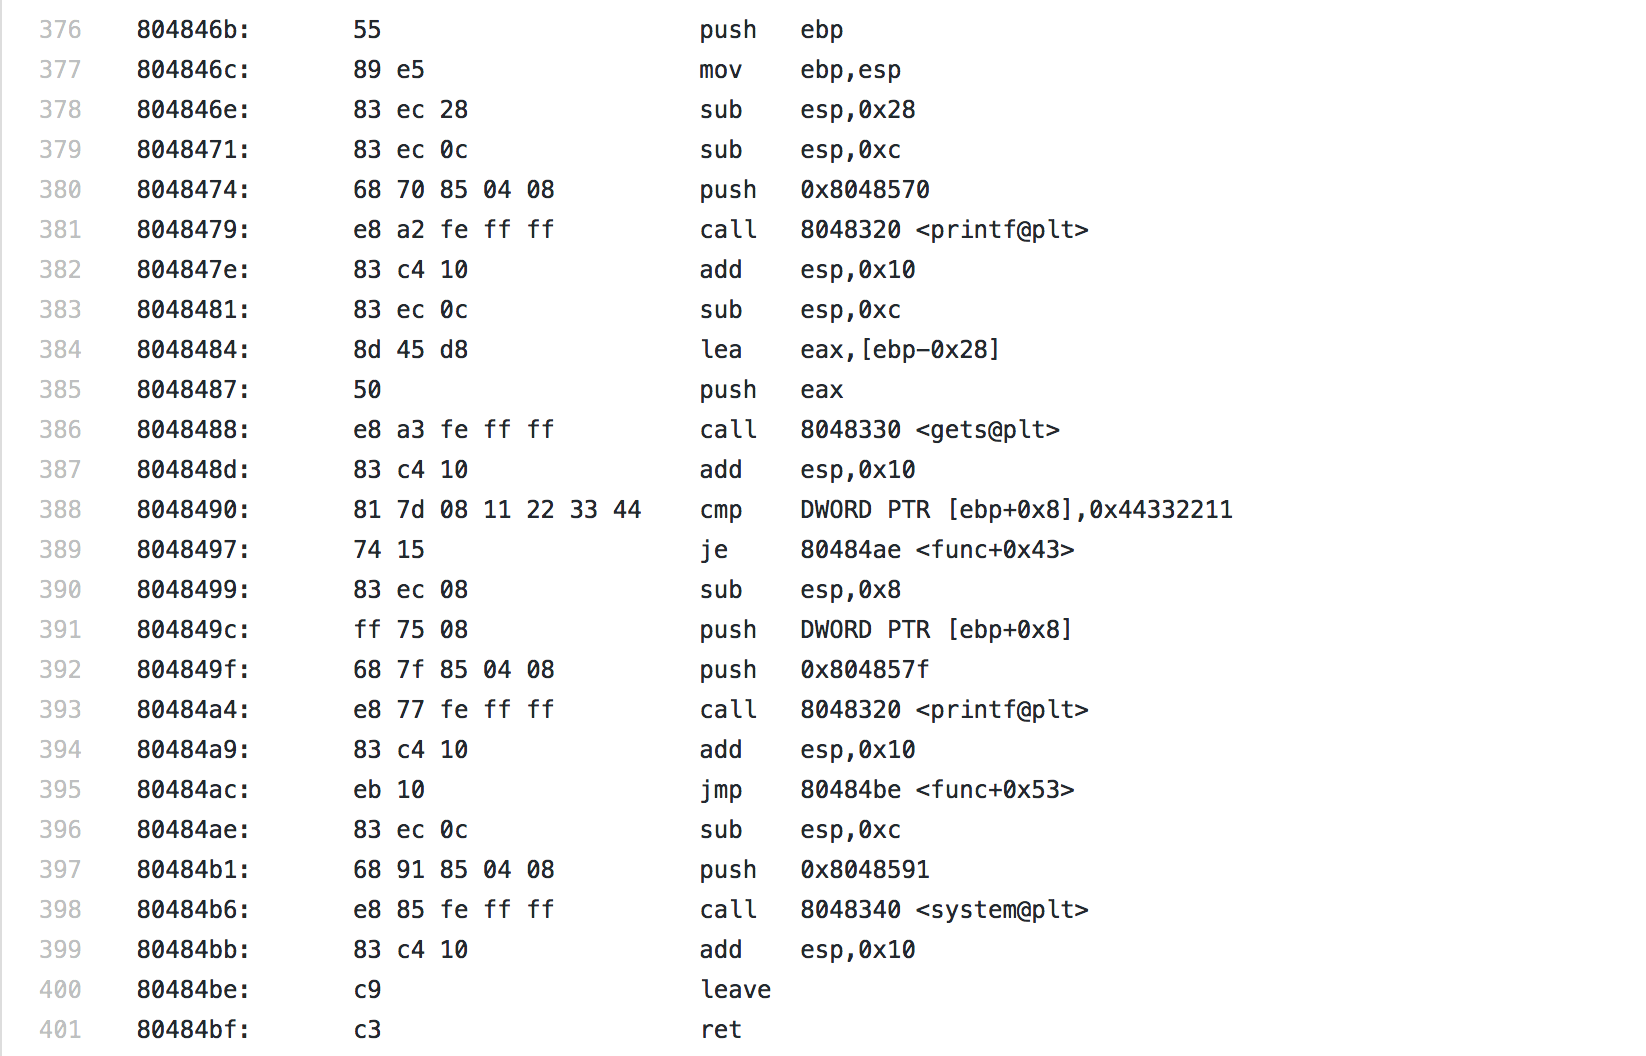 376 804846b: 55 push ebp
377 804846c: 89 e5 mov ebp,esp
378 804846e: 83 ec 28 sub esp,0x28
379 8048471: 83 ec 0c sub esp,0xc
380 8048474: 68 70 85 04 08 push 0x8048570
381 8048479: e8 a2 fe ff ff call 8048320 <printf@plt>
382 804847e: 83 c4 10 add esp,0x10
383 8048481: 83 ec 0c sub esp,0xc
384 8048484: 8d 45 d8 lea eax,[ebp-0x28]
385 8048487: 50 push eax
386 8048488: e8 a3 fe ff ff call 8048330 <gets@plt>
387 804848d: 83 c4 10 add esp,0x10
388 8048490: 81 7d 08 11 22 33 44 cmp DWORD PTR [ebp+0x8],0x44332211
389 8048497: 74 15 je 80484ae <func+0x43>
390 8048499: 83 ec 08 sub esp,0x8
391 804849c: ff 75 08 push DWORD PTR [ebp+0x8]
392 804849f: 68 7f 85 04 08 push 0x804857f
393 80484a4: e8 77 fe ff ff call 8048320 <printf@plt>
394 80484a9: 83 c4 10 add esp,0x10
395 80484ac: eb 10 jmp 80484be <func+0x53>
396 80484ae: 83 ec 0c sub esp,0xc
397 80484b1: 68 91 85 04 08 push 0x8048591
398 80484b6: e8 85 fe ff ff call 8048340 <system@plt>
399 80484bb: 83 c4 10 add esp,0x10
400 80484be: c9 leave
401 80484bf: c3 ret